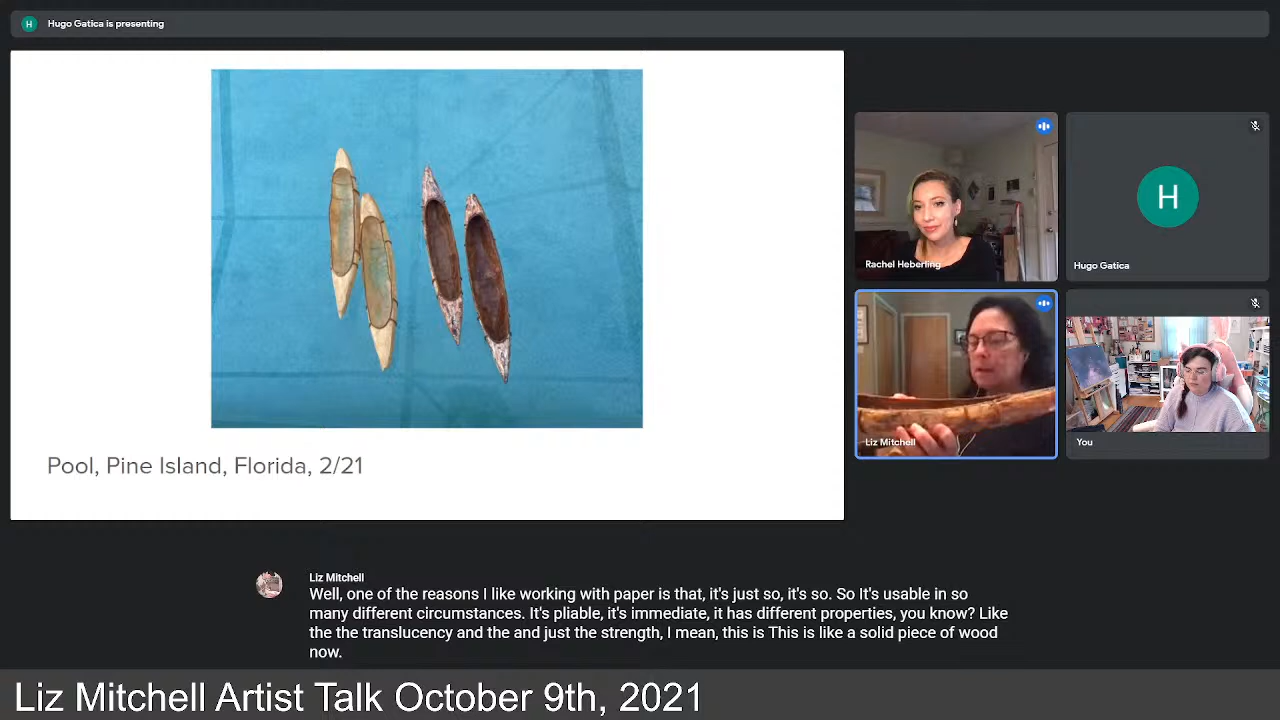 H Hugo Gatica is presenting
Pool, Pine Island, Florida, 2/21
Rachel Heberling
H
Hugo Gatica
Liz Mitchell
You
Liz Mitchell
Well, one of the reasons I like working with paper is that, it's just so, it's so. So It's usable in so
many different circumstances. It's pliable, it's immediate, it has different properties, you know? Like
the the translucency and the and just the strength, I mean, this is This is like a solid piece of wood
now.
Liz Mitchell Artist Talk October 9th, 2021